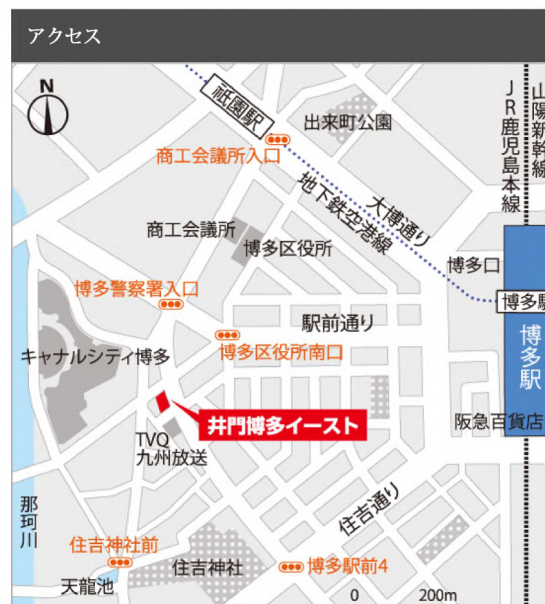 アクセス
N
祇園駅
出来町公園
商工会議所入口
JR鹿児島本線
山陽新幹線
地下鉄空港線
大博通り
商工会議所
博多区役所
博多口
博多警察署入口
博多駅
駅前通り
博多駅
キャナルシティ博多
博多区役所南口
井門博多イースト
阪急百貨店
TVQ
九州放送
那珂川
住吉通り
住吉神社前
住吉神社
博多駅前4
天龍池
0
200m